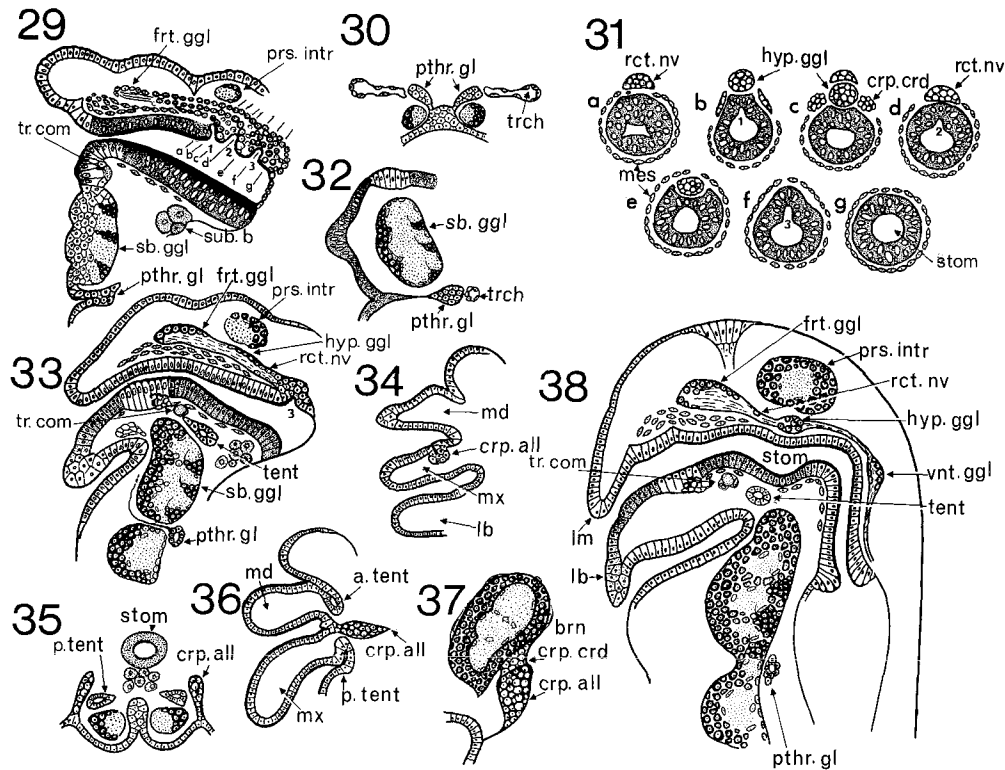 29
frt. ggl
prs. intr
tr. com
a b c d e f g
1
3
sub. b
sb. ggl
pthr. gl
30
pthr. gl
trch
31
rct. nv
hyp. ggl
crp. crd
rct. nv
a
b
c
d
1
2
mes
e
f
g
3
stom
32
sb. ggl
trch
pthr. gl
33
frt. ggl
prs. intr
hyp. ggl
rct. nv
3
tr. com
tent
sb. ggl
pthr. gl
34
md
crp. all
mx
lb
35
stom
p. tent
crp. all
36
md
a. tent
crp. all
p. tent
mx
37
brn
crp. crd
crp. all
38
frt. ggl
prs. intr
rct. nv
hyp. ggl
stom
vnt. ggl
tr. com
tent
lm
lb
pthr. gl